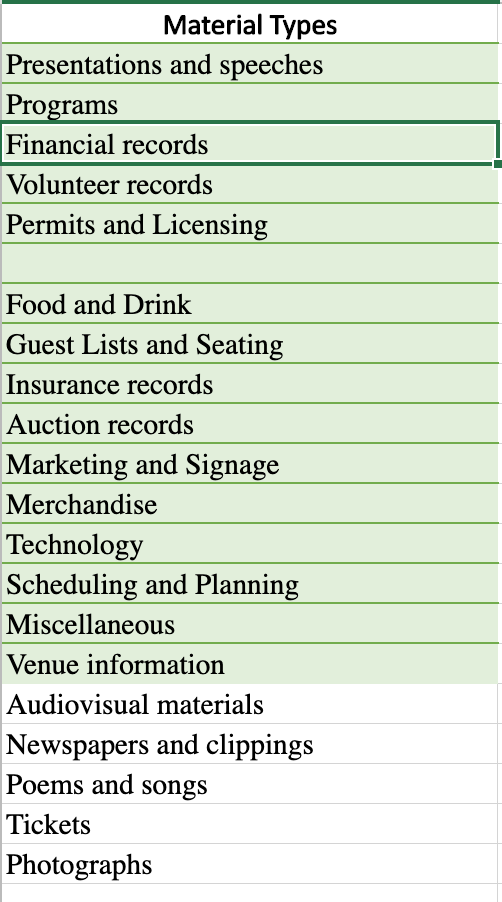 Material Types
Presentations and speeches
Programs
Financial records
Volunteer records
Permits and Licensing
Food and Drink
Guest Lists and Seating
Insurance records
Auction records
Marketing and Signage
Merchandise
Technology
Scheduling and Planning
Miscellaneous
Venue information
Audiovisual materials
Newspapers and clippings
Poems and songs
Tickets
Photographs